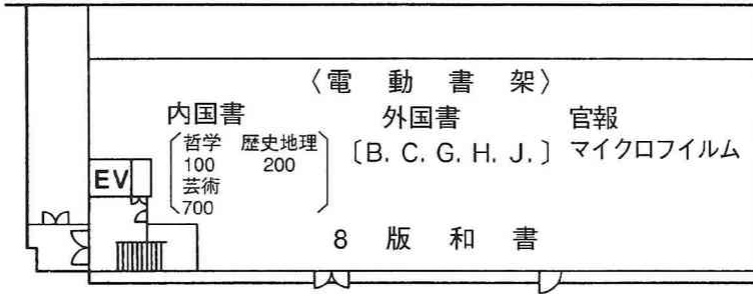 〈電動書架〉
内国書
哲学 歴史地理
100 200
芸術
700
外国書
〔B. C. G. H. J.〕
官報
マイクロフイルム
EV
8版和書